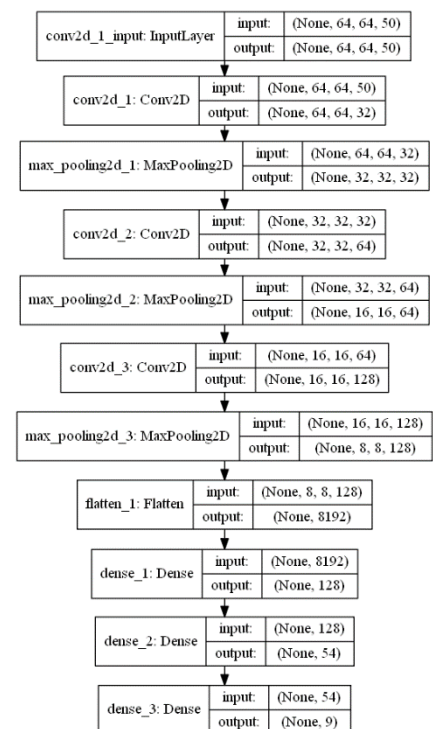 conv2d_1_input: InputLayer input: (None, 64, 64, 50)
output: (None, 64, 64, 50)
conv2d_1: Conv2D input: (None, 64, 64, 50)
output: (None, 64, 64, 32)
max_pooling2d_1: MaxPooling2D input: (None, 64, 64, 32)
output: (None, 32, 32, 32)
conv2d_2: Conv2D input: (None, 32, 32, 32)
output: (None, 32, 32, 64)
max_pooling2d_2: MaxPooling2D input: (None, 32, 32, 64)
output: (None, 16, 16, 64)
conv2d_3: Conv2D input: (None, 16, 16, 64)
output: (None, 16, 16, 128)
max_pooling2d_3: MaxPooling2D input: (None, 16, 16, 128)
output: (None, 8, 8, 128)
flatten_1: Flatten input: (None, 8, 8, 128)
output: (None, 8192)
dense_1: Dense input: (None, 8192)
output: (None, 128)
dense_2: Dense input: (None, 128)
output: (None, 54)
dense_3: Dense input: (None, 54)
output: (None, 9)